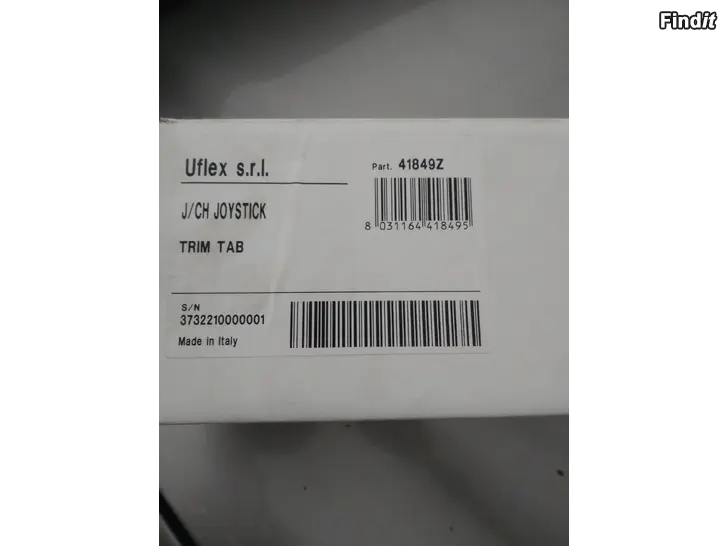 Findit
Uflex s.r.l.
Part. 41849Z
J/CH JOYSTICK
8 031164 418495
TRIM TAB
S/N
3732210000001
Made in Italy